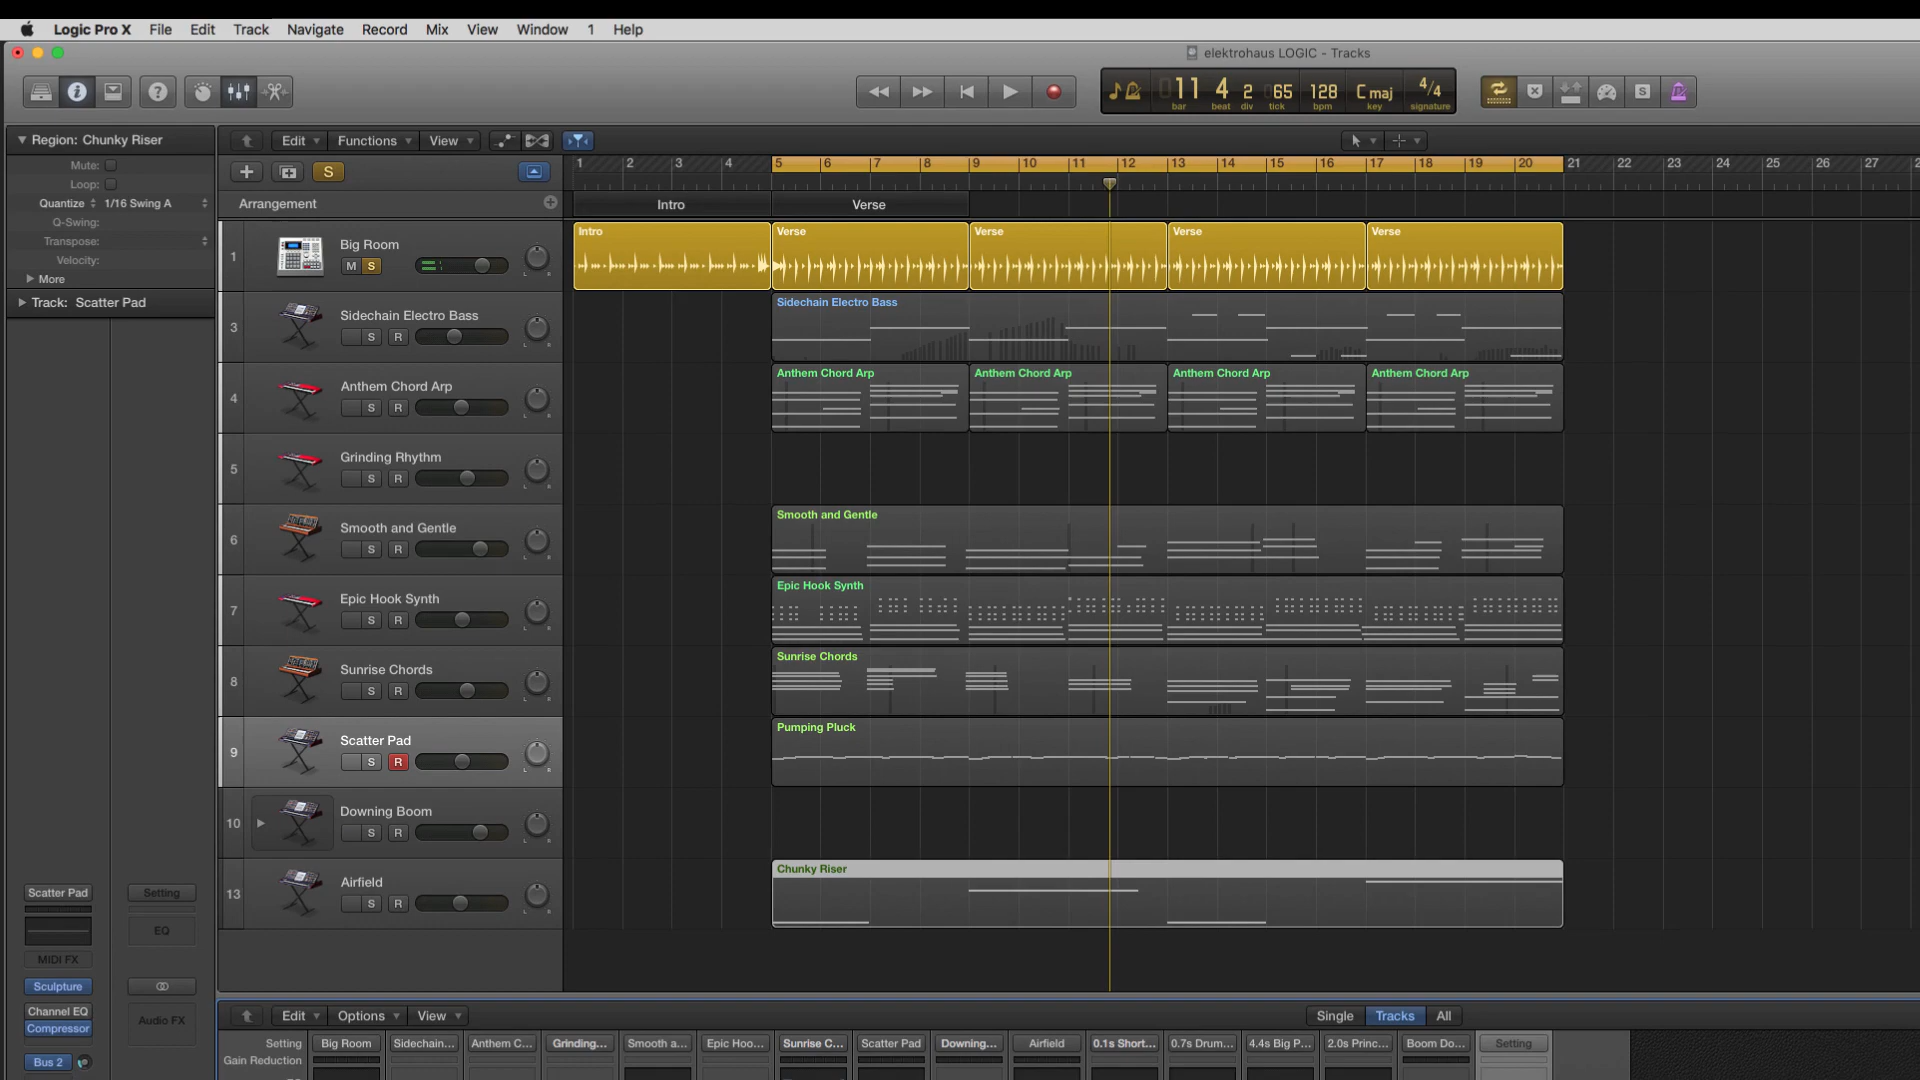 Logic Pro X File Edit Track Navigate Record Mix View Window 1 Help
elektrohaus LOGIC - Tracks
11 4 2 65 128 C maj 4/4
bar beat div tick bpm key signature
Region: Chunky Riser
Edit Functions View
Mute:
Loop:
Quantize 1/16 Swing A
Q-Swing:
Transpose:
Velocity:
More
Track: Scatter Pad
S
1 2 3 4 5 6 7 8 9 10 11 12 13 14 15 16 17 18 19 20 21 22 23 24 25 26 27
Arrangement
Intro Verse
1 Big Room
M S
Intro Verse Verse Verse Verse
3 Sidechain Electro Bass
S R
Sidechain Electro Bass
4 Anthem Chord Arp
S R
Anthem Chord Arp Anthem Chord Arp Anthem Chord Arp Anthem Chord Arp
5 Grinding Rhythm
S R
6 Smooth and Gentle
S R
Smooth and Gentle
7 Epic Hook Synth
S R
Epic Hook Synth
8 Sunrise Chords
S R
Sunrise Chords
9 Scatter Pad
S R
Pumping Pluck
10 Downing Boom
S R
13 Airfield
S R
Chunky Riser
Scatter Pad Setting
EQ
MIDI FX
Sculpture
Channel EQ
Compressor
Audio FX
Bus 2
Edit Options View
Single Tracks All
Setting Big Room Sidechain... Anthem C... Grinding... Smooth a... Epic Hoo... Sunrise C... Scatter Pad Downing... Airfield 0.1s Short... 0.7s Drum... 4.4s Big P... 2.0s Princ... Boom Do... Setting
Gain Reduction